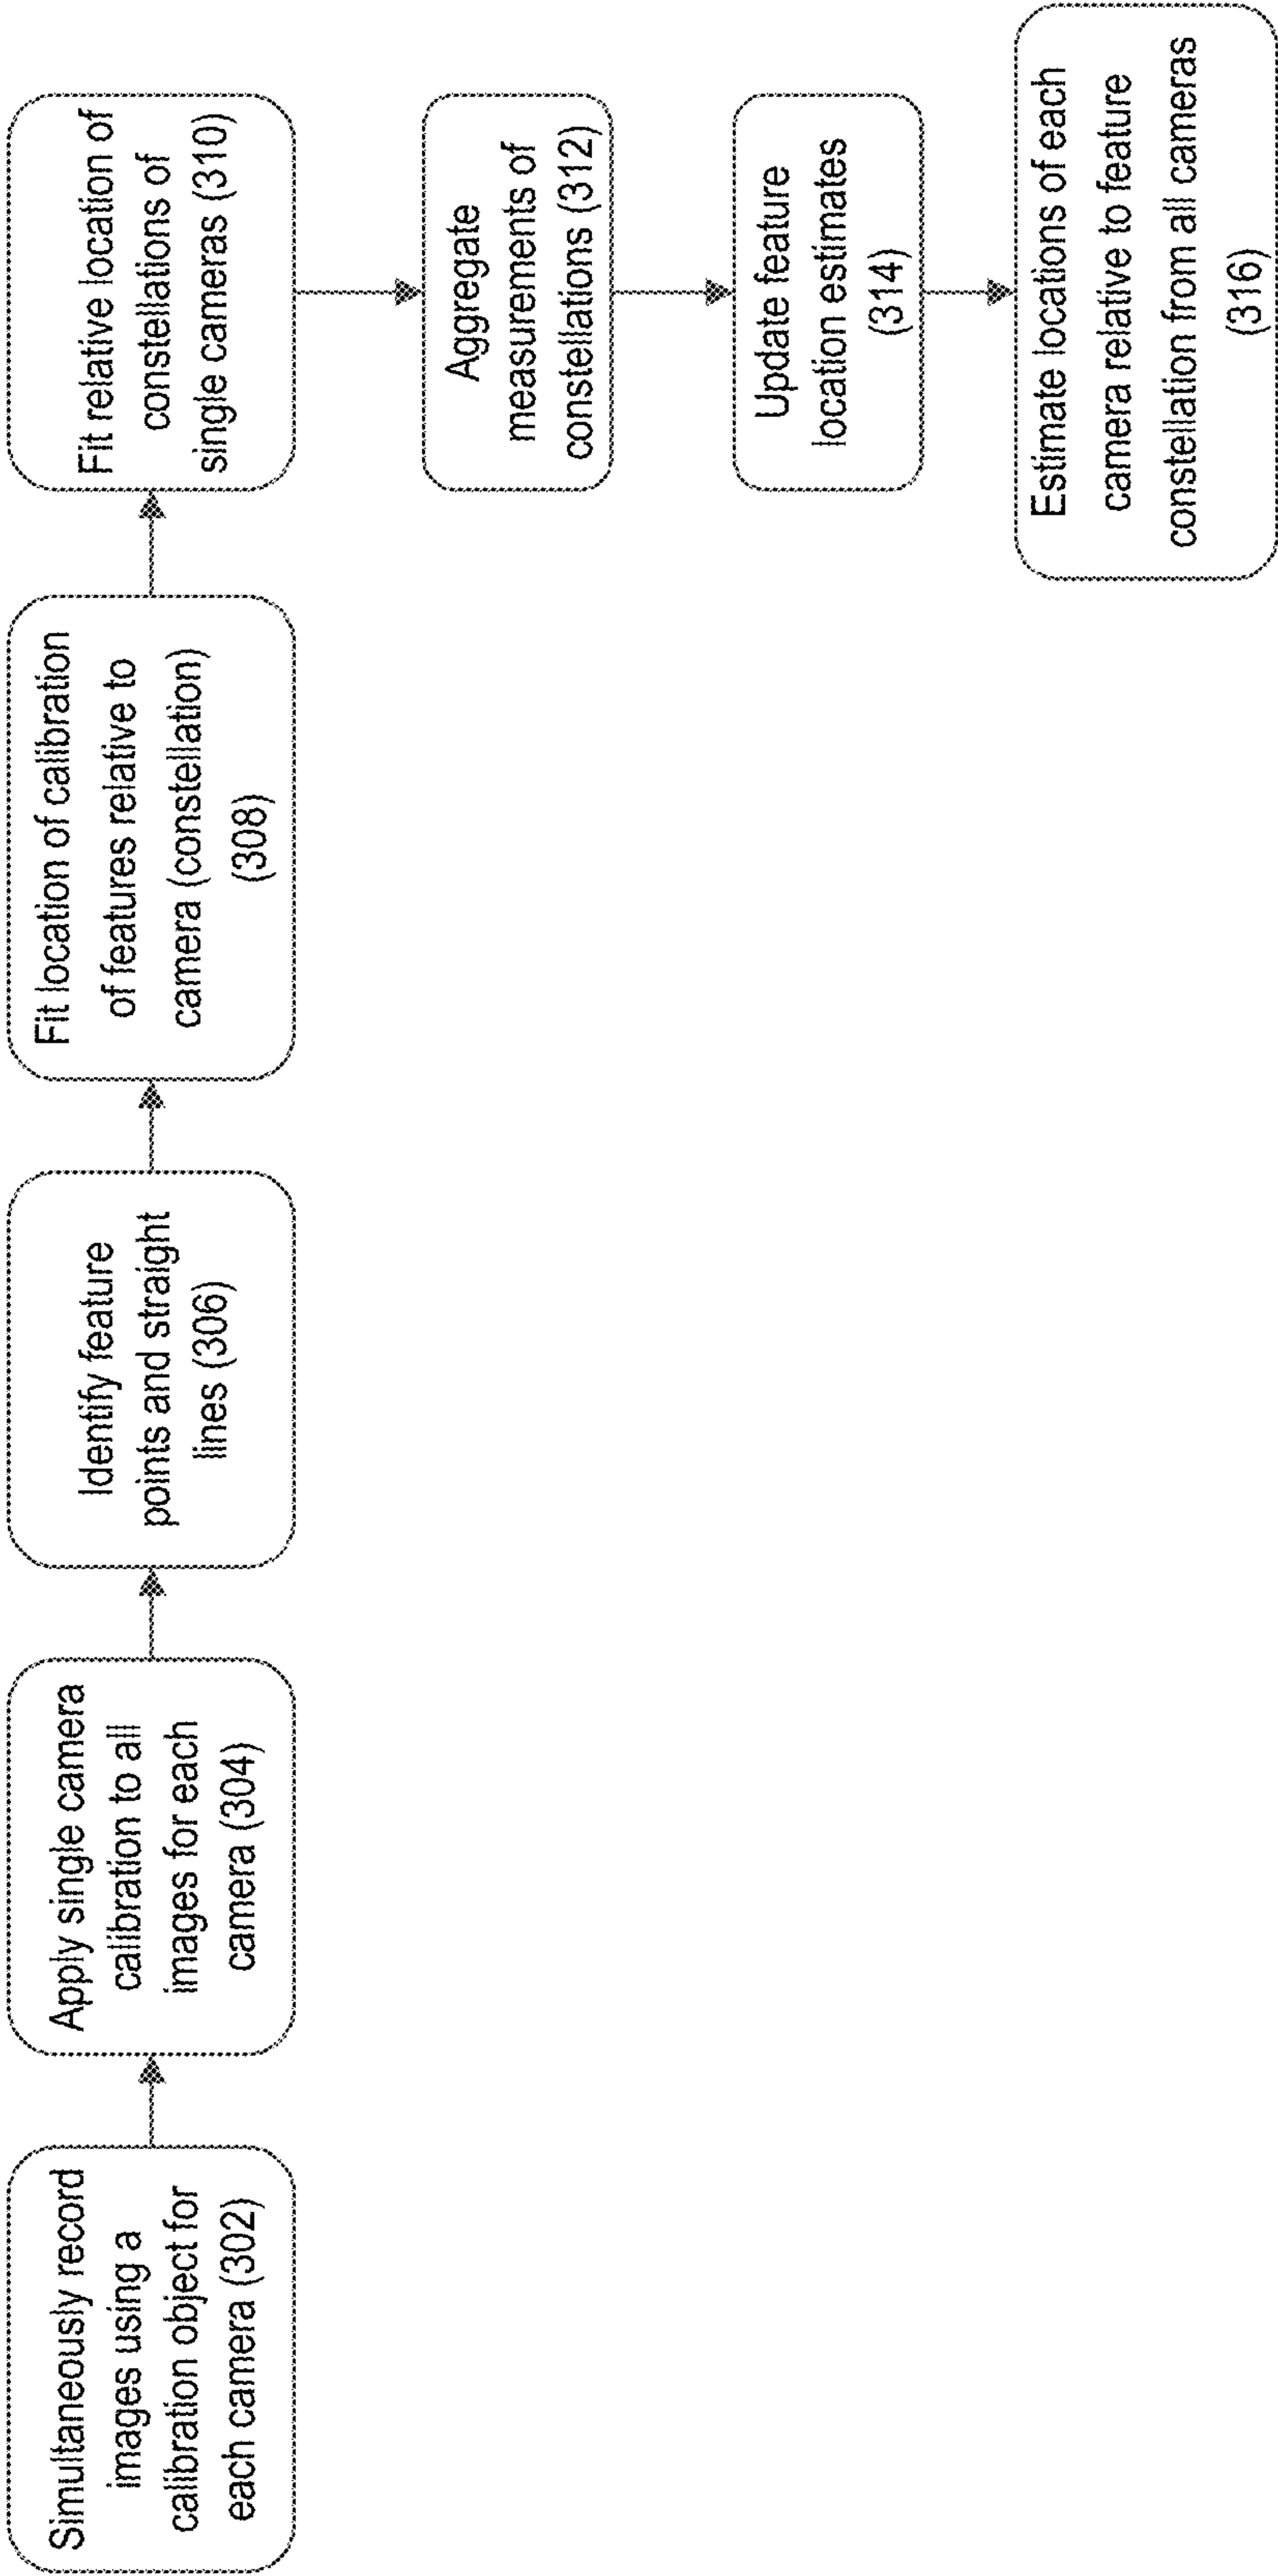 Simultaneously record
images using a
calibration object for
each camera (302)
Apply single camera
calibration to all
images for each
camera (304)
Identify feature
points and straight
lines (306)
Fit location of calibration
of features relative to
camera (constellation)
(308)
Fit relative location of
constellations of
single cameras (310)
Aggregate
measurements of
constellations (312)
Update feature
location estimates
(314)
Estimate locations of each
camera relative to feature
constellation from all cameras
(316)